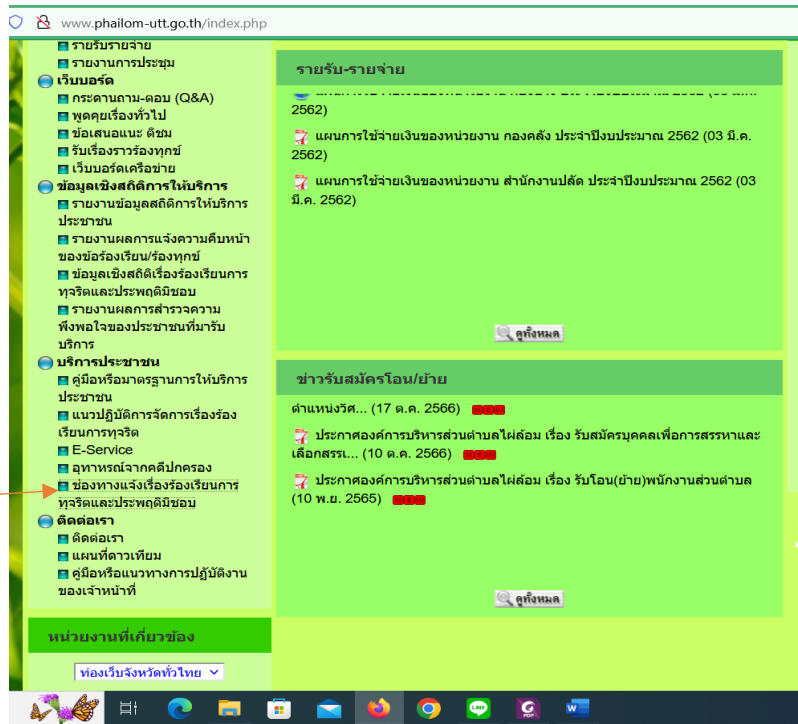 www.phailom-utt.go.th/index.php
รายรับรายจ่าย
รายงานการประชุม
เว็บบอร์ด
กระดานถาม-ตอบ (Q&A)
พูดคุยเรื่องทั่วไป
ข้อเสนอแนะ ติชม
รับเรื่องราวร้องทุกข์
เว็บบอร์ดเครือข่าย
ข้อมูลเชิงสถิติการให้บริการ
รายงานข้อมูลสถิติการให้บริการ
ประชาชน
รายงานผลการแจ้งความคืบหน้า
ของข้อร้องเรียน/ร้องทุกข์
ข้อมูลเชิงสถิติเรื่องร้องเรียนการ
ทุจริตและประพฤติมิชอบ
รายงานผลการสำรวจความ
พึงพอใจของประชาชนที่มารับ
บริการ
บริการประชาชน
คู่มือหรือมาตรฐานการให้บริการ
ประชาชน
แนวปฏิบัติการจัดการเรื่องร้อง
เรียนการทุจริต
E-Service
อุทาหรณ์จากคดีปกครอง
ช่องทางแจ้งเรื่องร้องเรียนการ
ทุจริตและประพฤติมิชอบ
ติดต่อเรา
ติดต่อเรา
แผนที่ดาวเทียม
คู่มือหรือแนวทางการปฏิบัติงาน
ของเจ้าหน้าที่
หน่วยงานที่เกี่ยวข้อง
ท่องเว็บจังหวัดทั่วไทย
รายรับ-รายจ่าย
2562)
แผนการใช้จ่ายเงินของหน่วยงาน กองคลัง ประจำปีงบประมาณ 2562 (03 มี.ค.
2562)
แผนการใช้จ่ายเงินของหน่วยงาน สำนักงานปลัด ประจำปีงบประมาณ 2562 (03
มี.ค. 2562)
ดูทั้งหมด
ข่าวรับสมัครโอน/ย้าย
ตำแหน่งวิศ... (17 ต.ค. 2566)
ประกาศองค์การบริหารส่วนตำบลไผ่ล้อม เรื่อง รับสมัครบุคคลเพื่อการสรรหาและ
เลือกสรรเ... (10 ต.ค. 2566)
ประกาศองค์การบริหารส่วนตำบลไผ่ล้อม เรื่อง รับโอน(ย้าย)พนักงานส่วนตำบล
(10 พ.ย. 2565)
ดูทั้งหมด